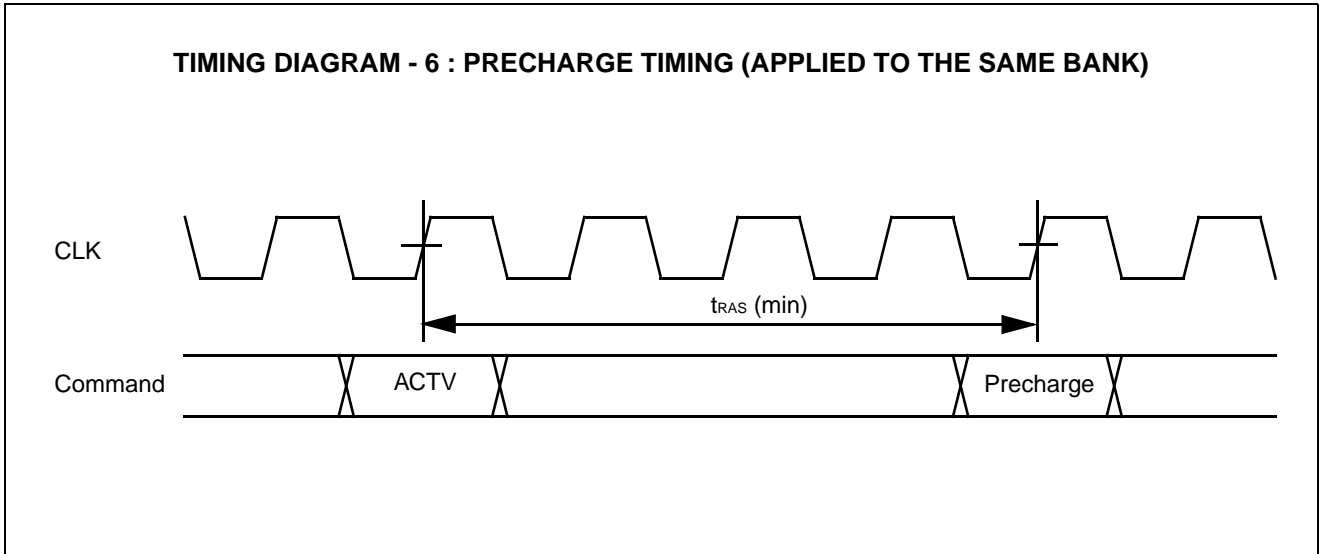 TIMING DIAGRAM - 6 : PRECHARGE TIMING (APPLIED TO THE SAME BANK)
CLK
tRAS (min)
Command
ACTV
Precharge